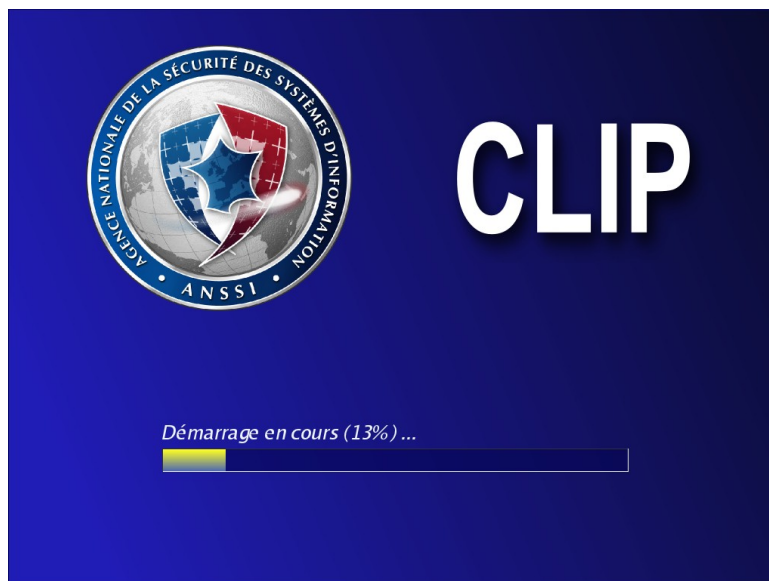 AGENCE NATIONALE DE LA SÉCURITÉ DES SYSTÈMES D'INFORMATION
• ANSSI •
CLIP
Démarrage en cours (13%) ...